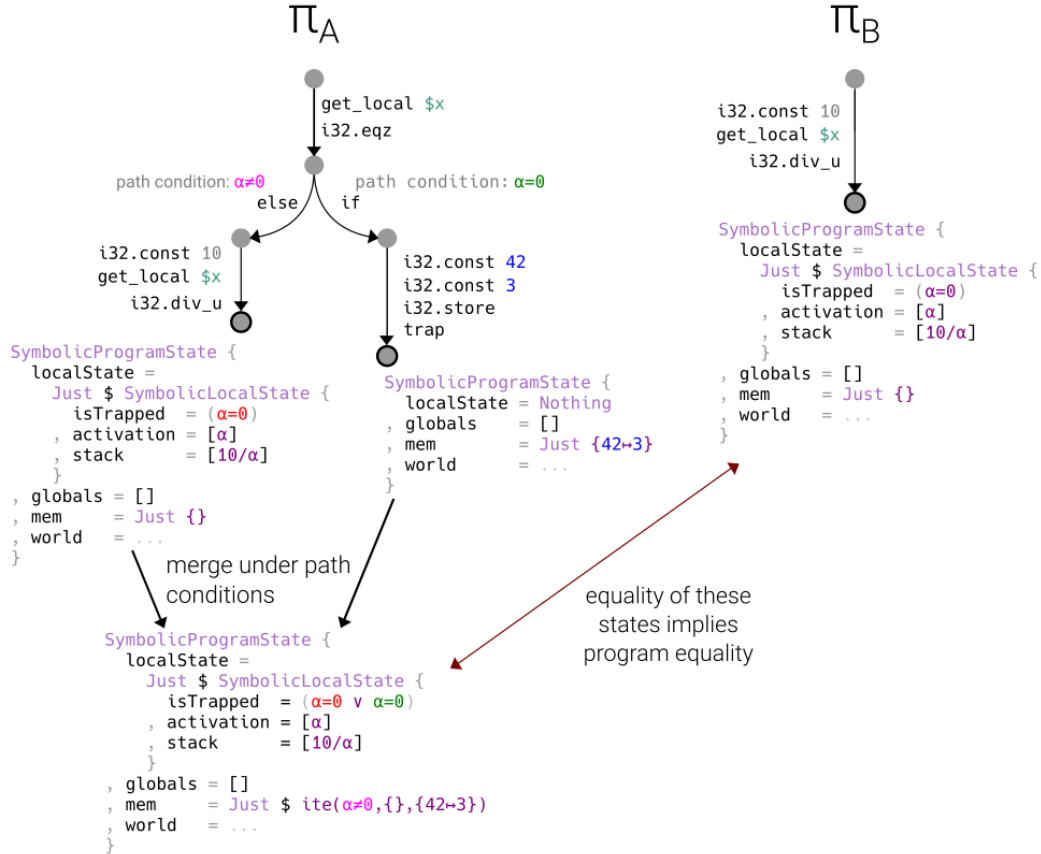 Π_A
get_local $x
i32.eqz
path condition: α≠0
path condition: α=0
else
if
i32.const 10
get_local $x
i32.div_u
i32.const 42
i32.const 3
i32.store
trap
SymbolicProgramState {
localState =
Just $ SymbolicLocalState {
isTrapped = (α=0)
, activation = [α]
, stack = [10/α]
}
, globals = []
, mem = Just {}
, world = ...
}
SymbolicProgramState {
localState = Nothing
, globals = []
, mem = Just {42↦3}
, world = ...
}
merge under path
conditions
SymbolicProgramState {
localState =
Just $ SymbolicLocalState {
isTrapped = (α=0 ∨ α=0)
, activation = [α]
, stack = [10/α]
}
, globals = []
, mem = Just $ ite(α≠0,{},{42↦3})
, world = ...
}
Π_B
i32.const 10
get_local $x
i32.div_u
SymbolicProgramState {
localState =
Just $ SymbolicLocalState {
isTrapped = (α=0)
, activation = [α]
, stack = [10/α]
}
, globals = []
, mem = Just {}
, world = ...
}
equality of these
states implies
program equality